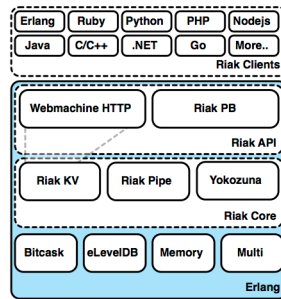 Erlang Ruby Python PHP Nodejs
Java C/C++ .NET Go More..
Riak Clients
Webmachine HTTP Riak PB
Riak API
Riak KV Riak Pipe Yokozuna
Riak Core
Bitcask eLevelDB Memory Multi
Erlang